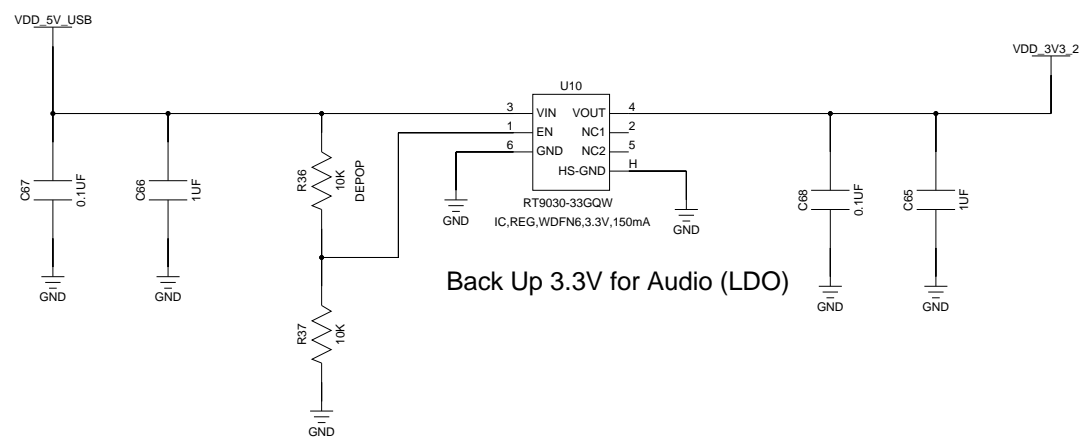 VDD_5V_USB
VDD_3V3_2
U10
3 VIN VOUT 4
1 EN NC1 2
6 GND NC2 5
HS-GND H
RT9030-33GQW
IC,REG,WDFN6,3.3V,150mA
C67
0.1UF
C66
1UF
R36
10K
DEPOP
GND
GND
C68
0.1UF
C65
1UF
Back Up 3.3V for Audio (LDO)
GND
GND
R37
10K
GND
GND
GND